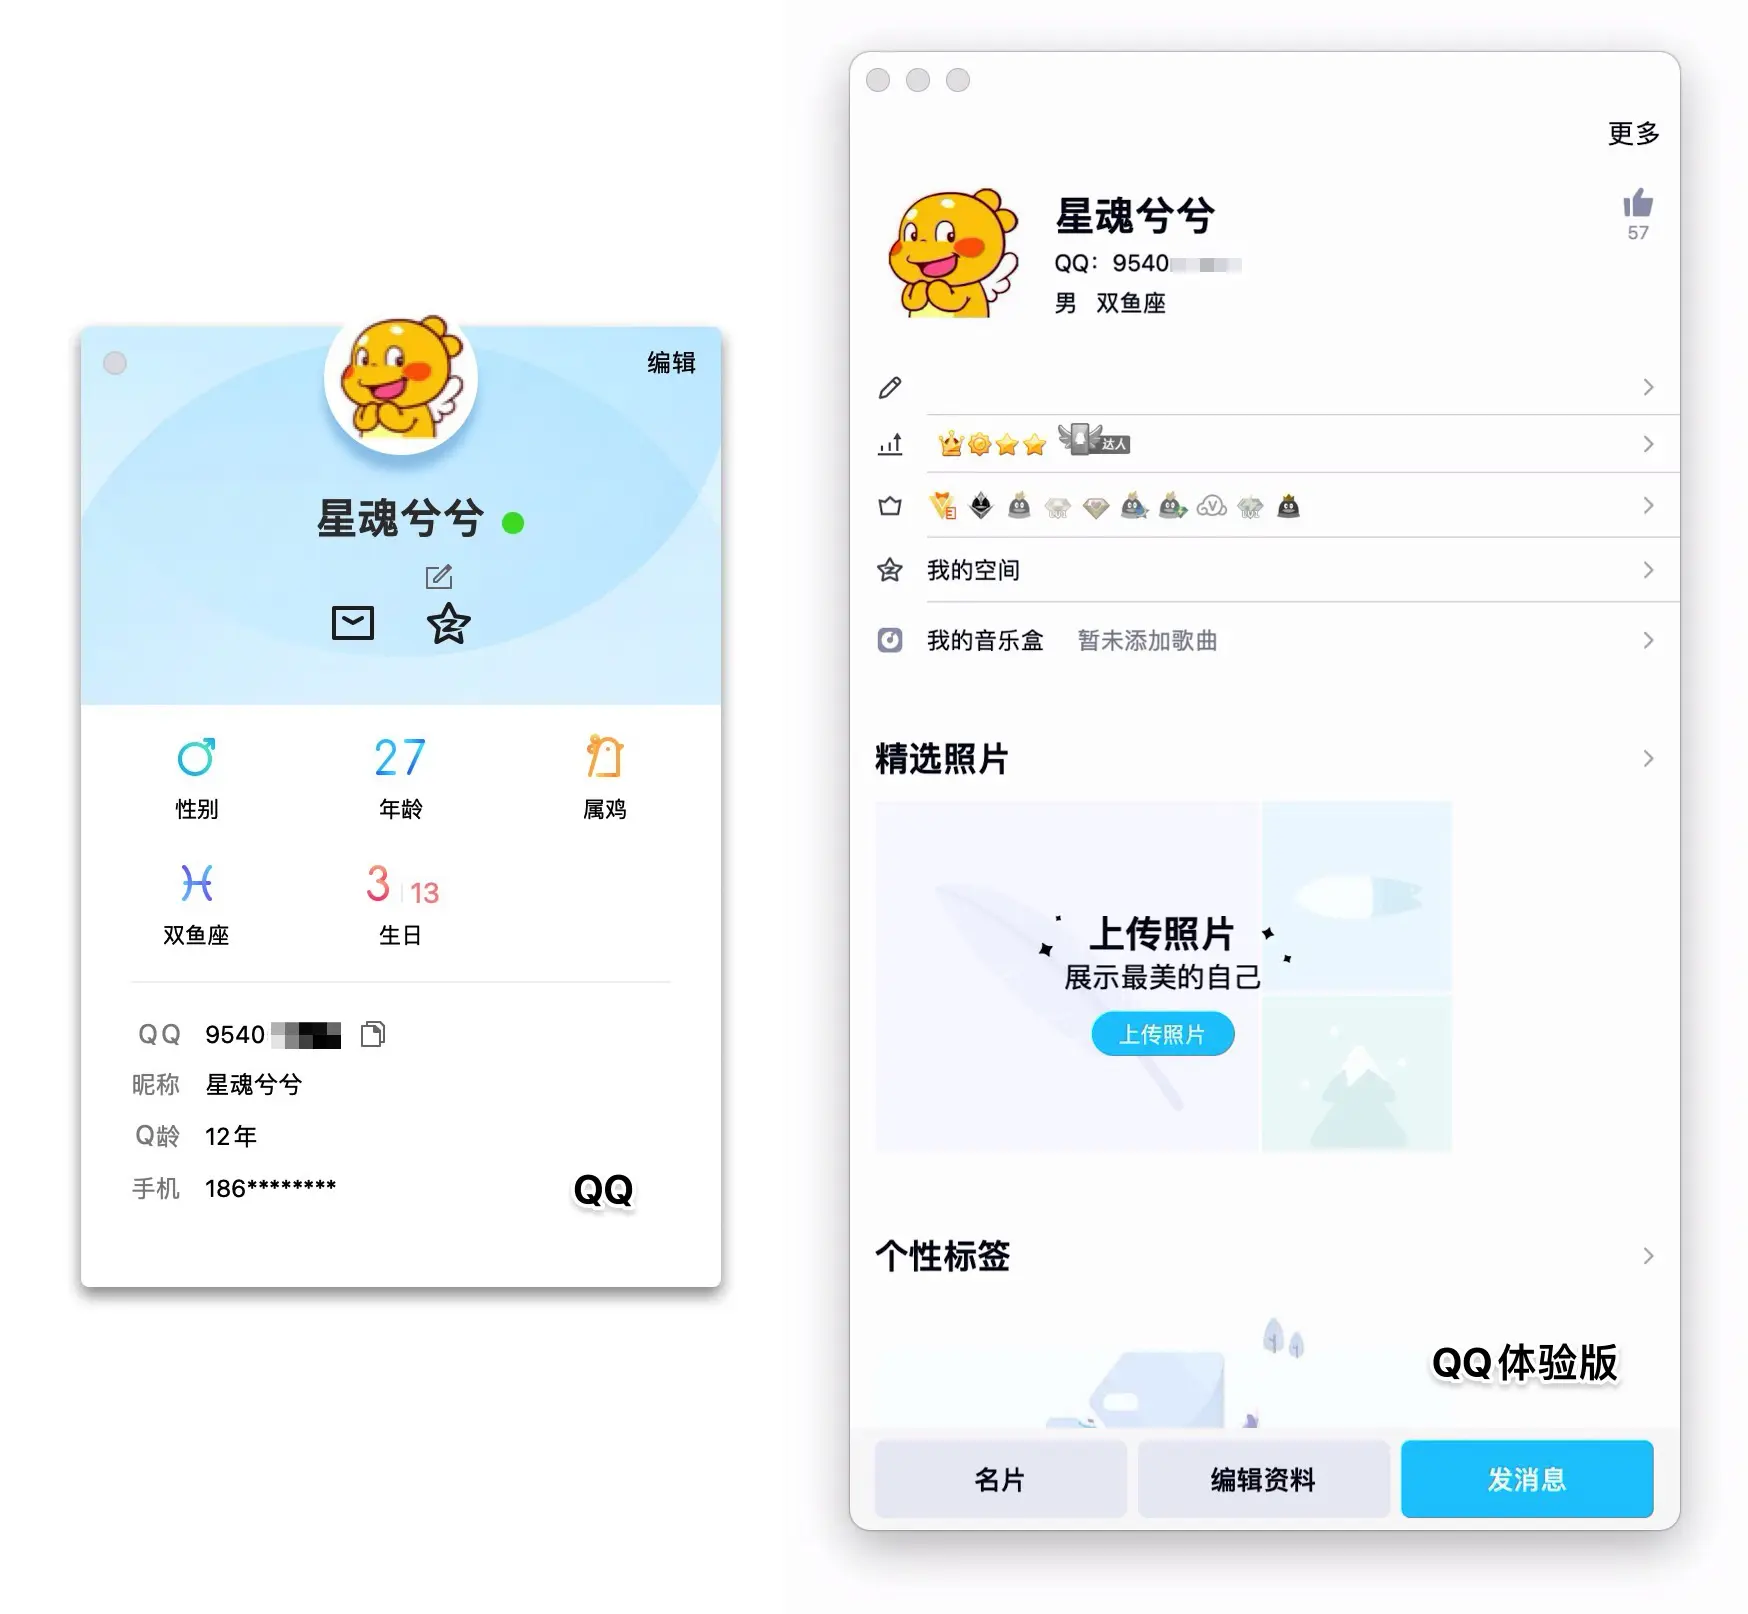 编辑
星魂兮兮
性别
27
年龄
属鸡
双鱼座
3 13
生日
QQ 9540
昵称 星魂兮兮
Q龄 12年
手机 186********
QQ
更多
星魂兮兮
57
QQ: 9540
男 双鱼座
达人
我的空间
我的音乐盒 暂未添加歌曲
精选照片
上传照片
展示最美的自己
上传照片
个性标签
QQ体验版
名片
编辑资料
发消息